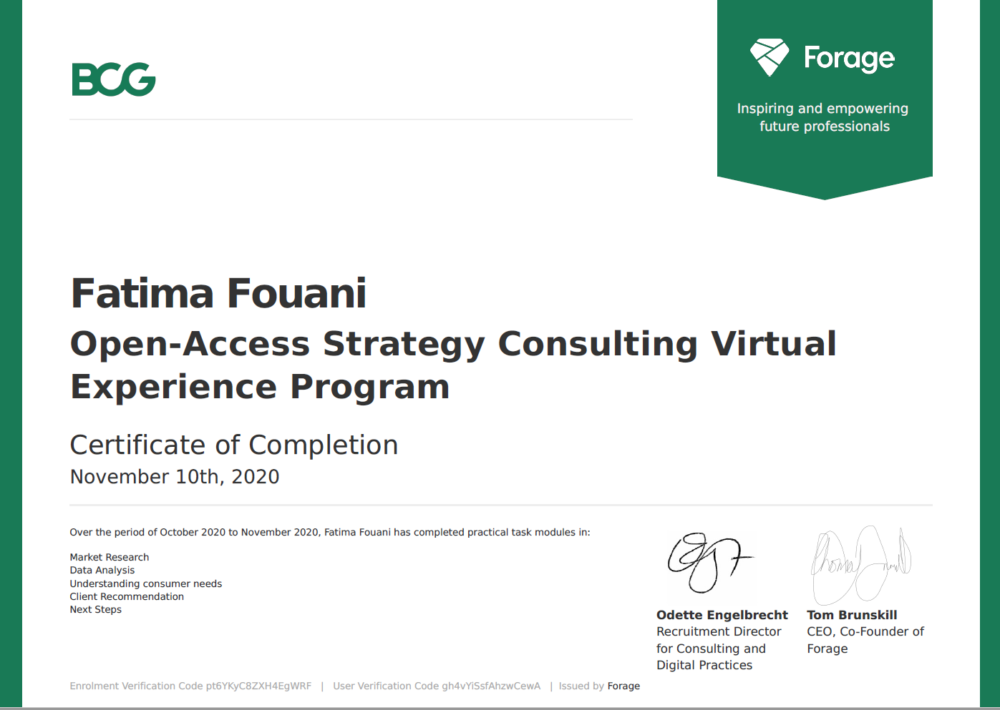 BCG
Forage
Inspiring and empowering
future professionals
Fatima Fouani
Open-Access Strategy Consulting Virtual
Experience Program
Certificate of Completion
November 10th, 2020
Over the period of October 2020 to November 2020, Fatima Fouani has completed practical task modules in:
Market Research
Data Analysis
Understanding consumer needs
Client Recommendation
Next Steps
Odette Engelbrecht
Recruitment Director
for Consulting and
Digital Practices
Tom Brunskill
CEO, Co-Founder of
Forage
Enrolment Verification Code pt6YKyC8ZXH4EgWRF | User Verification Code gh4vYiSsfAhzwCewA | Issued by Forage